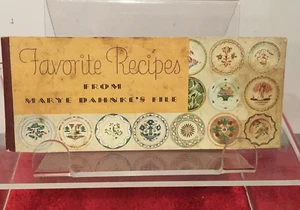 Favorite Recipes
FROM
MARYE DAHNKE'S FILE